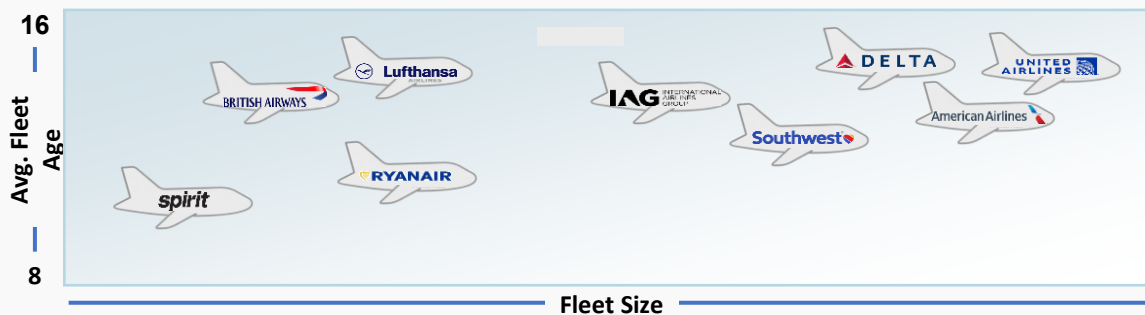 16
Avg. Fleet
Age
8
BRITISH AIRWAYS
Lufthansa
AIRLINES
IAG INTERNATIONAL
AIRLINES
GROUP
DELTA
UNITED
AIRLINES
Southwest
American Airlines
spirit
RYANAIR
Fleet Size